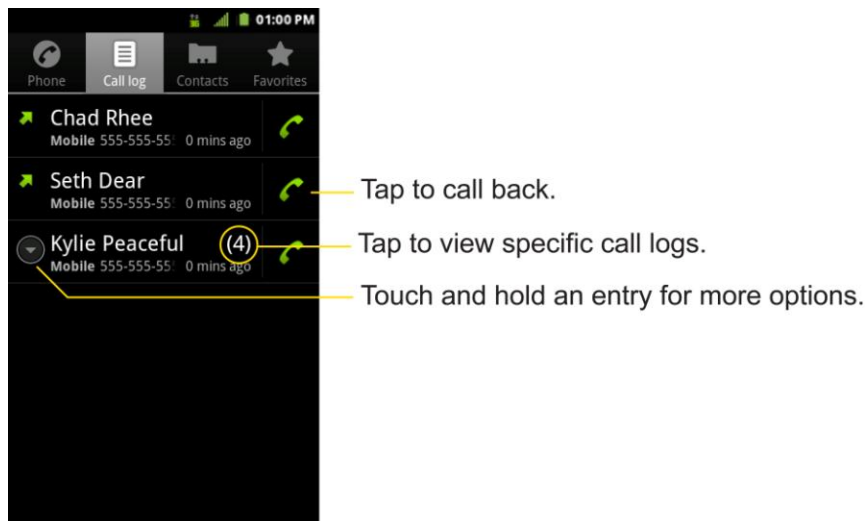 01:00 PM
Phone Call log Contacts Favorites
Chad Rhee
Mobile 555-555-55 0 mins ago
Seth Dear
Mobile 555-555-55 0 mins ago
Tap to call back.
Kylie Peaceful (4)
Mobile 555-555-55 0 mins ago
Tap to view specific call logs.
Touch and hold an entry for more options.